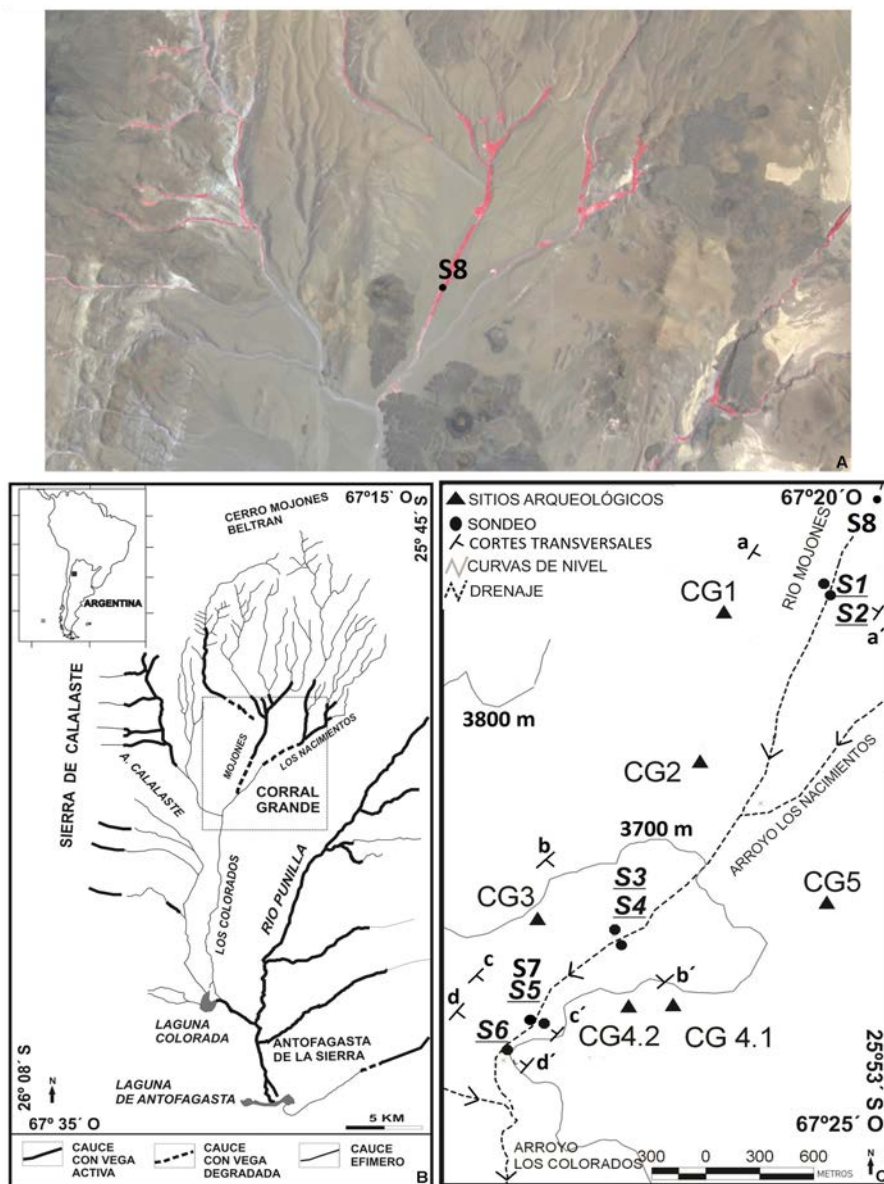 S8
A
67º15´ O
25º 45´ S
CERRO MOJONES
BELTRAN
ARGENTINA
SIERRA DE CALALASTE
A. CALALASTE
MOJONES
LOS NACIMIENTOS
CORRAL
GRANDE
LOS COLORADOS
RIO PUNILLA
LAGUNA
COLORADA
ANTOFAGASTA
DE LA SIERRA
LAGUNA
DE ANTOFAGASTA
26º 08´ S
N
67º 35´ O
5 KM
CAUCE
CON VEGA
ACTIVA
CAUCE
CON VEGA
DEGRADADA
CAUCE
EFIMERO
B
SITIOS ARQUEOLÓGICOS
SONDEO
CORTES TRANSVERSALES
CURVAS DE NIVEL
DRENAJE
67º20´O
S8
RIO MOJONES
a
S1
S2
a´
CG1
3800 m
CG2
ARROYO LOS NACIMIENTOS
3700 m
b
CG3
S3
S4
CG5
c
d
S7
S5
b´
c´
CG4.2
CG 4.1
S6
d´
25º53´ S
67º25´ O
ARROYO
LOS COLORADOS
300 0 300 600
METROS
N
C